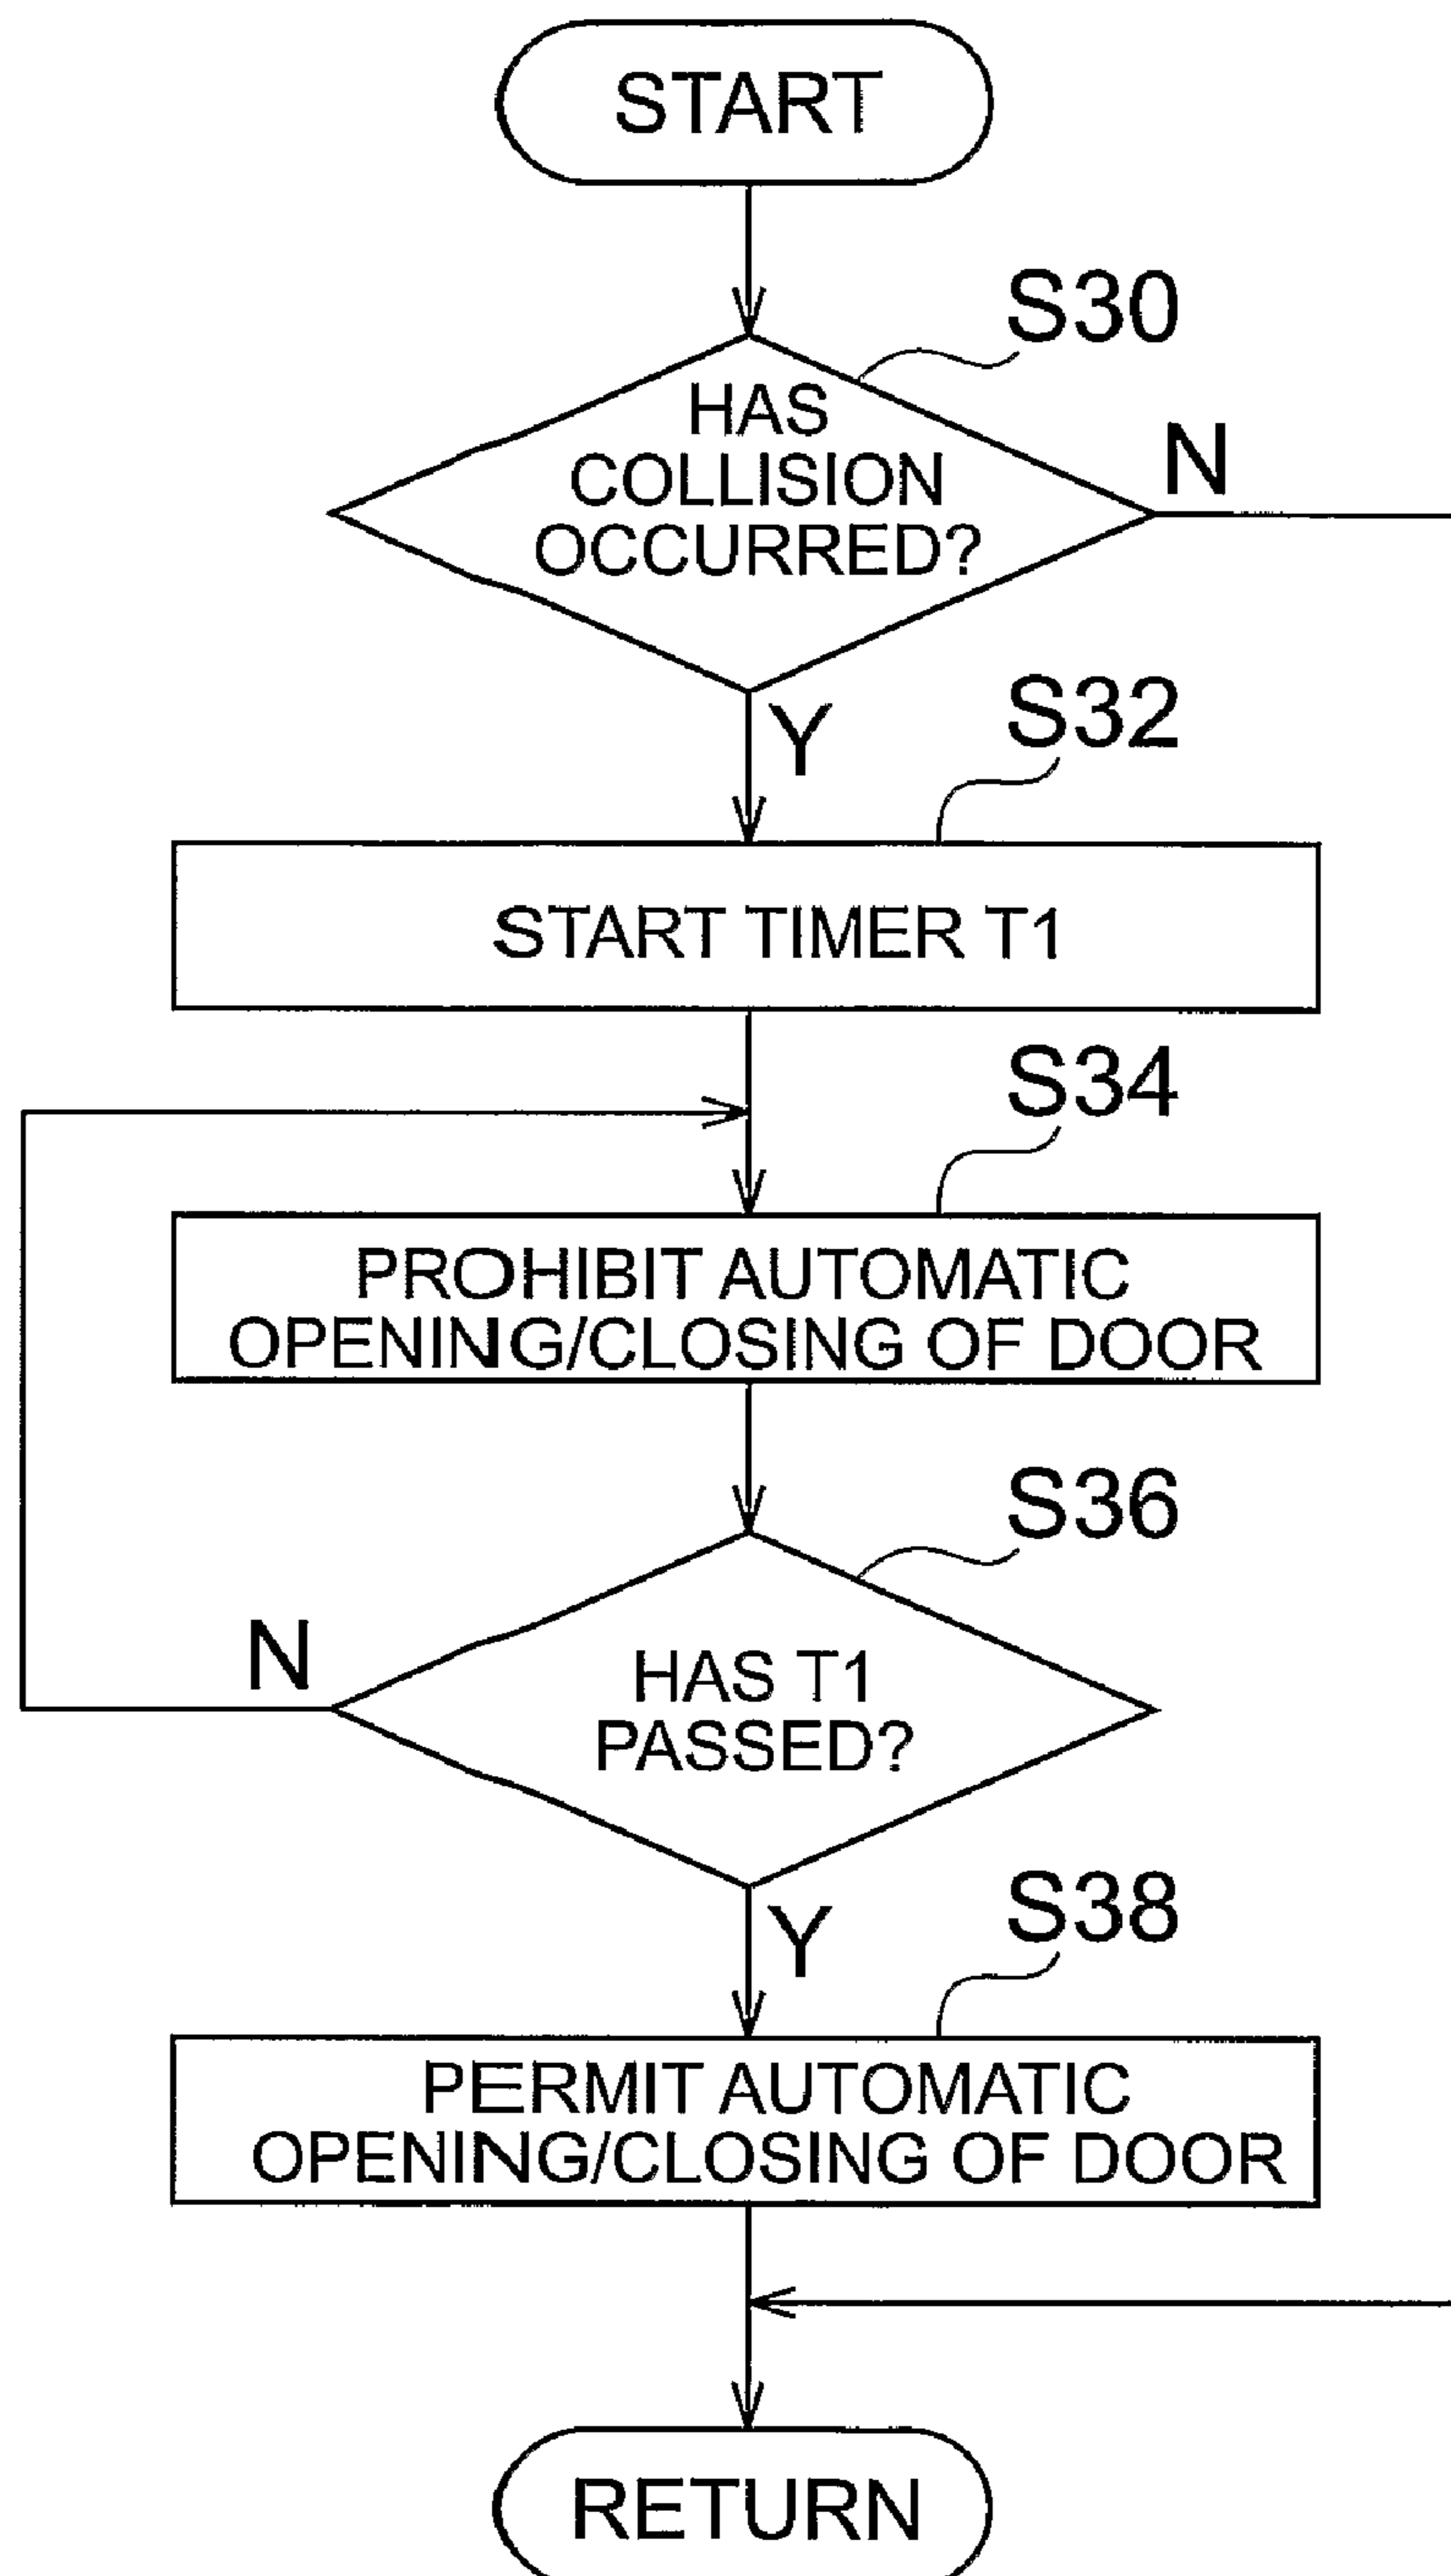 START
S30
HAS
COLLISION
OCCURRED?
N
Y
S32
START TIMER T1
S34
PROHIBIT AUTOMATIC
OPENING/CLOSING OF DOOR
S36
N
HAS T1
PASSED?
Y
S38
PERMIT AUTOMATIC
OPENING/CLOSING OF DOOR
RETURN